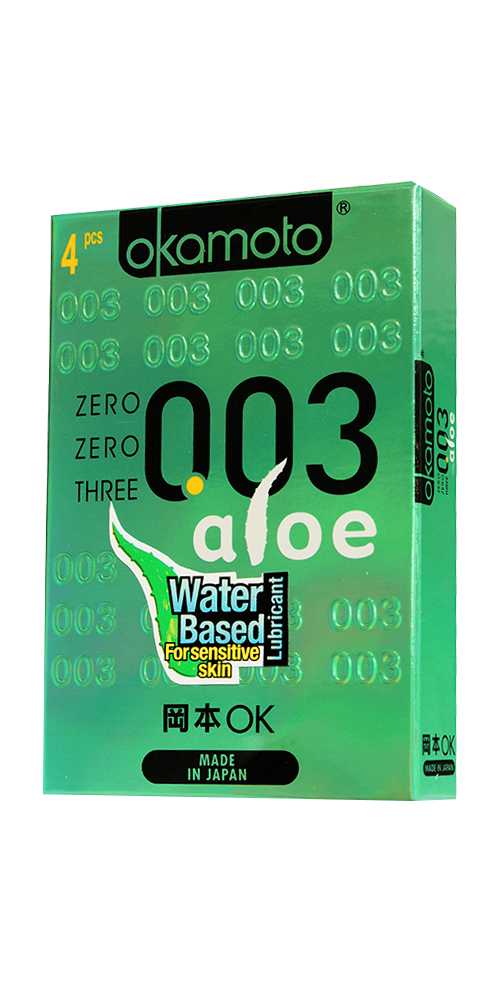 4 pcs
okamoto®
003 003 003 003
003 003 003 003
ZERO
ZERO
THREE
0.03
aloe
Water
Based
For sensitive
skin
Lubricant
003
003 003
003 003 003
岡本OK
MADE
IN JAPAN
okamoto
ZERO
ZERO
THREE
003
aloe
岡本OK
MADE IN JAPAN